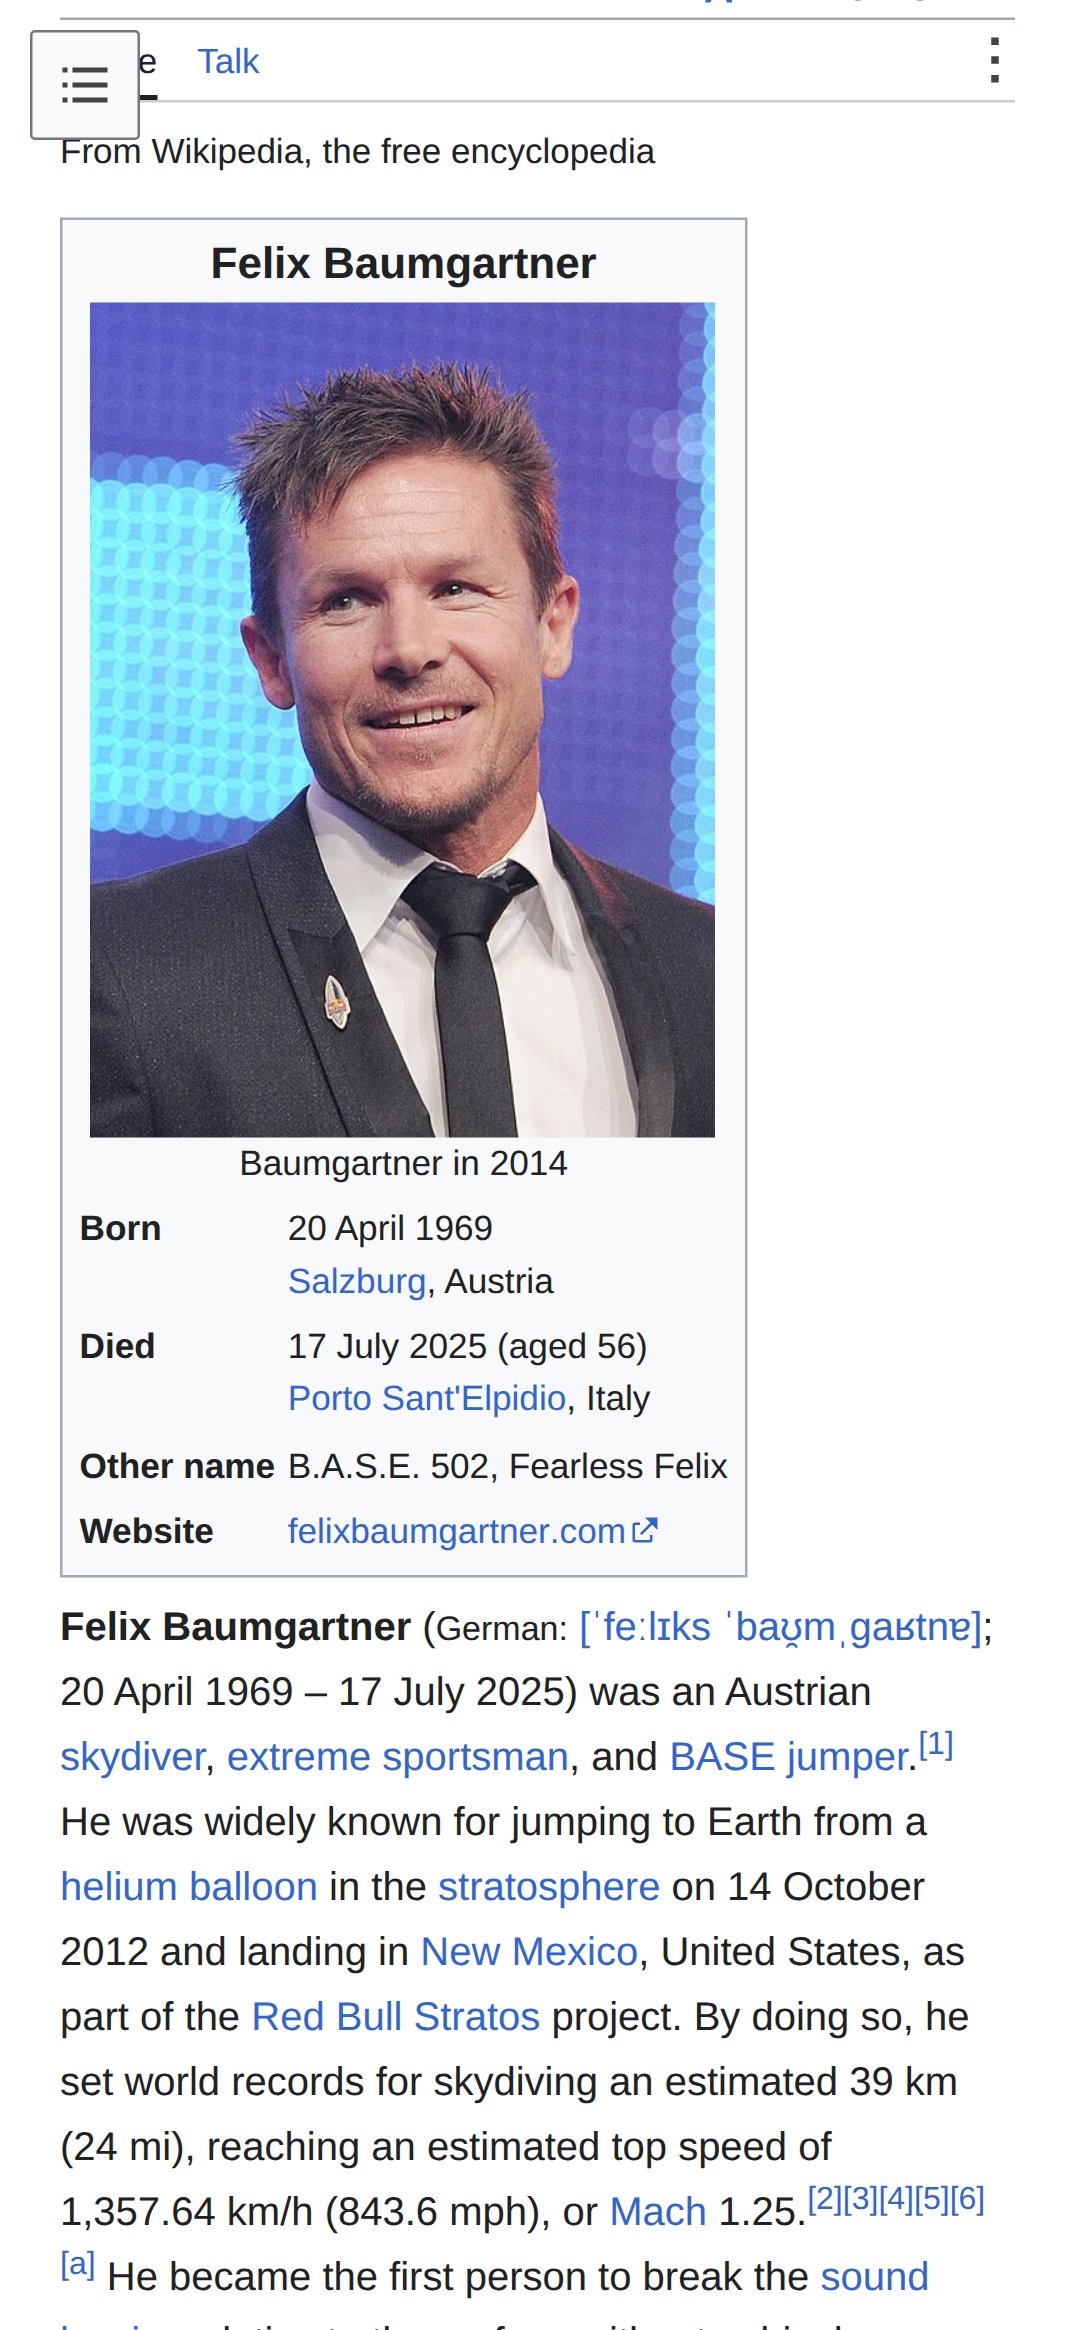 e Talk
From Wikipedia, the free encyclopedia
Felix Baumgartner
Baumgartner in 2014
Born 20 April 1969
Salzburg, Austria
Died 17 July 2025 (aged 56)
Porto Sant'Elpidio, Italy
Other name B.A.S.E. 502, Fearless Felix
Website felixbaumgartner.com
Felix Baumgartner (German: [ˈfeːlɪks ˈbaʊ̯mˌɡaʁtnɐ];
20 April 1969 – 17 July 2025) was an Austrian
skydiver, extreme sportsman, and BASE jumper.[1]
He was widely known for jumping to Earth from a
helium balloon in the stratosphere on 14 October
2012 and landing in New Mexico, United States, as
part of the Red Bull Stratos project. By doing so, he
set world records for skydiving an estimated 39 km
(24 mi), reaching an estimated top speed of
1,357.64 km/h (843.6 mph), or Mach 1.25.[2][3][4][5][6]
[a] He became the first person to break the sound